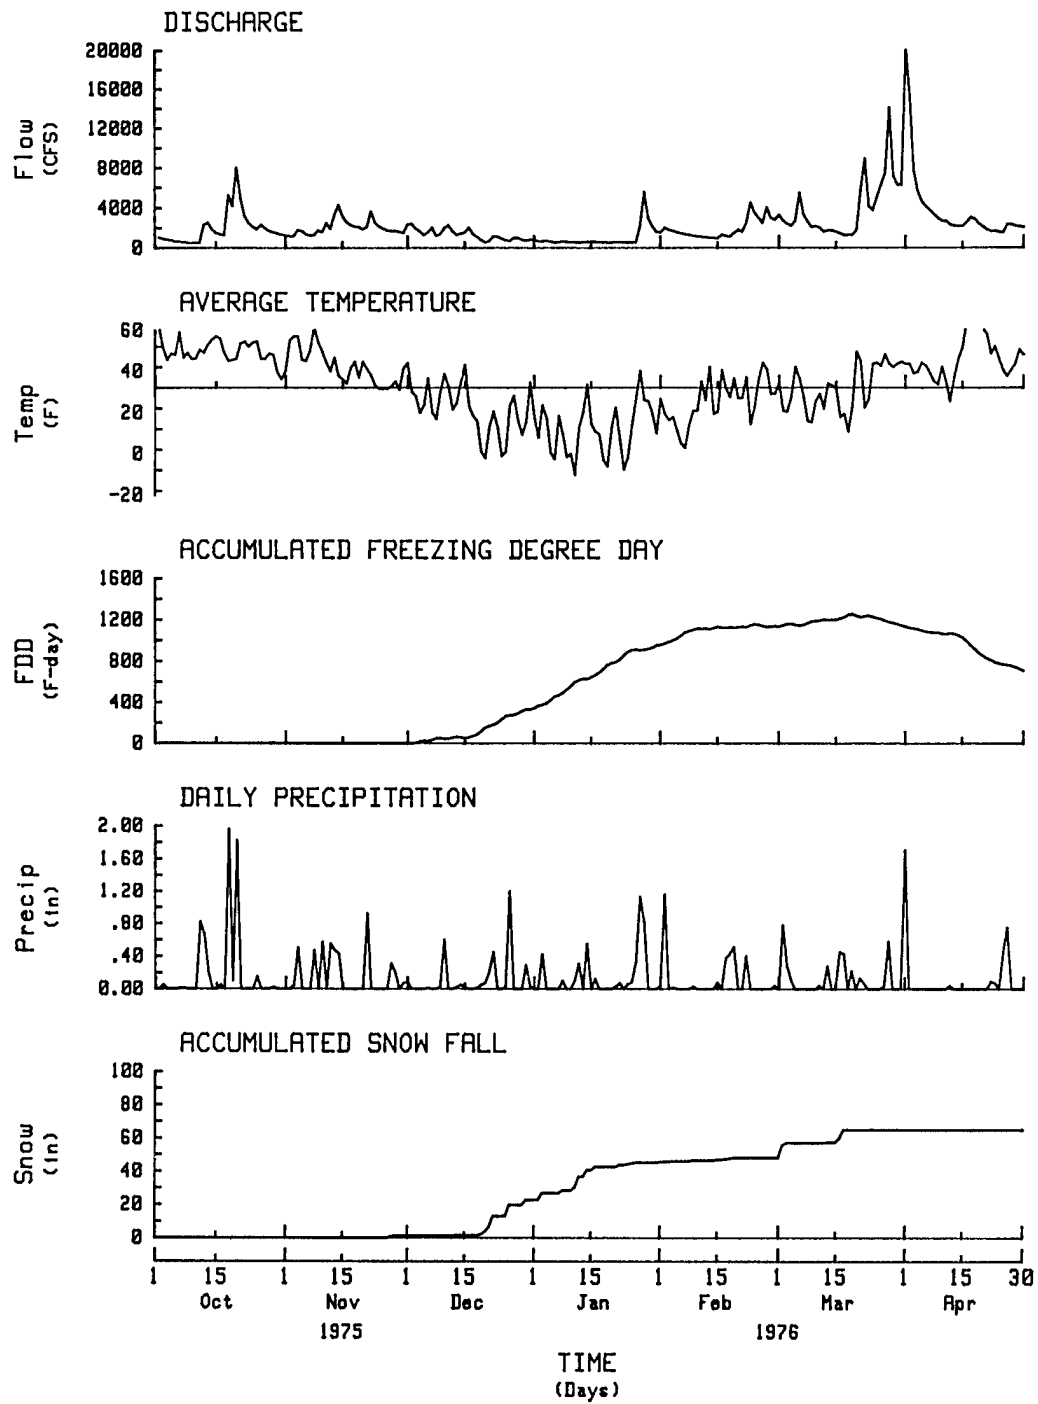 DISCHARGE
20000
16000
12000
8000
4000
0
Flow
(CFS)
AVERAGE TEMPERATURE
60
40
20
0
-20
Temp
(F)
ACCUMULATED FREEZING DEGREE DAY
1600
1200
800
400
0
FDD
(F-day)
DAILY PRECIPITATION
2.00
1.60
1.20
.80
.40
0.00
Precip
(in)
ACCUMULATED SNOW FALL
100
80
60
40
20
0
Snow
(in)
1 15 1 15 1 15 1 15 1 15 1 15 1 15 30
Oct Nov Dec Jan Feb Mar Apr
1975 1976
TIME
(Days)